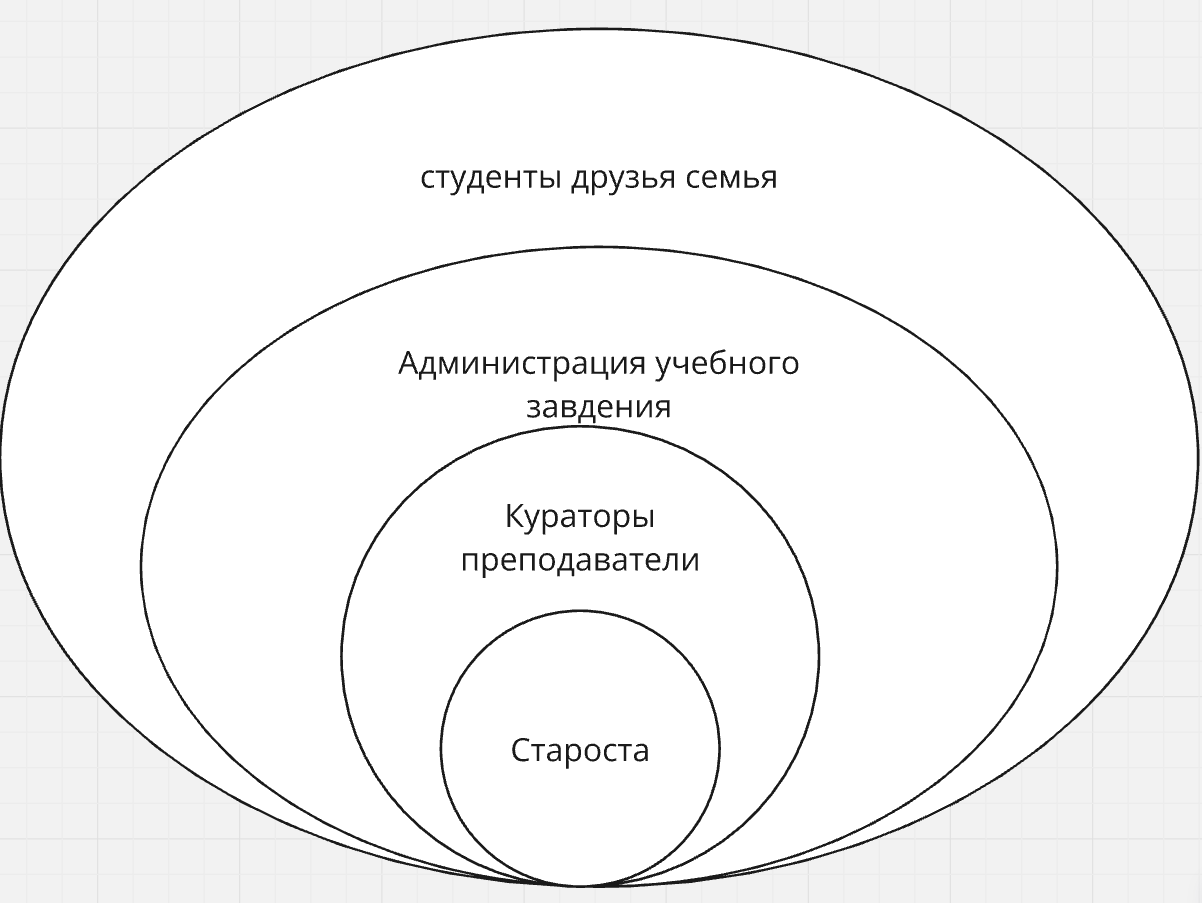 студенты друзья семья
Администрация учебного
завдения
Кураторы
преподаватели
Староста